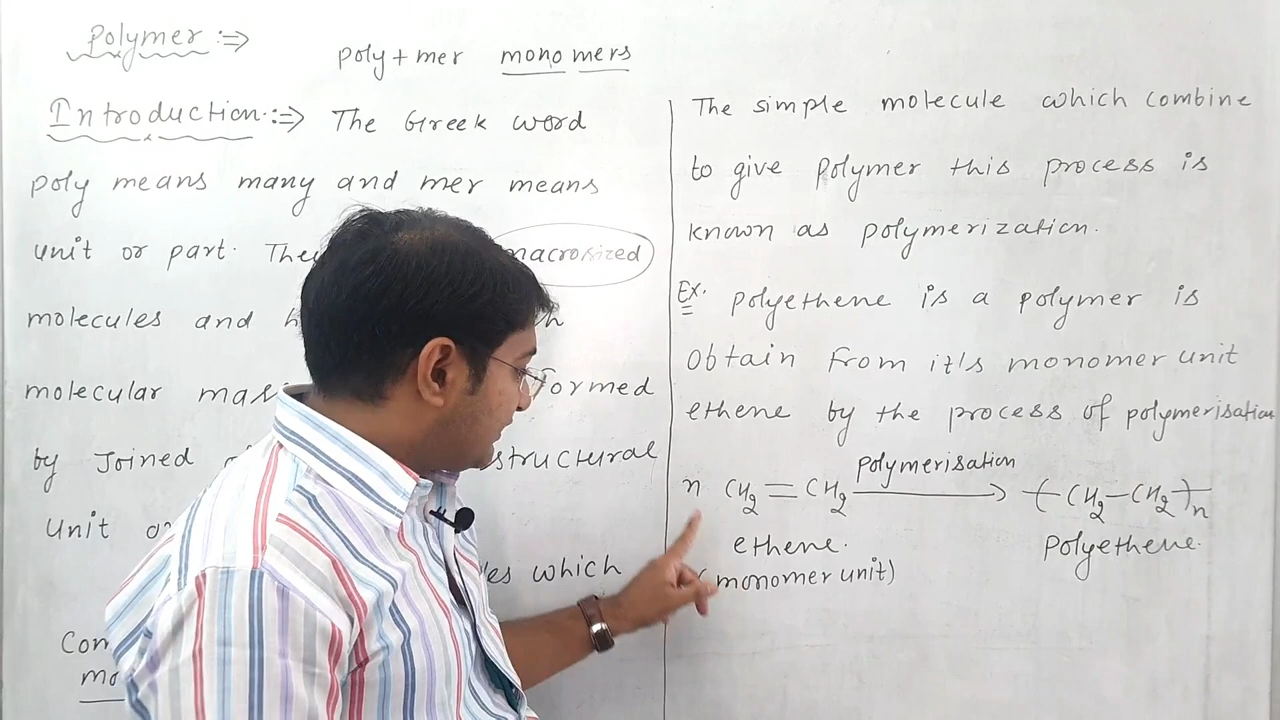 Polymer :⇒
poly + mer monomers
Introduction :⇒ The Greek word
poly means many and mer means
unit or part. The macrosized
molecules and
molecular mas formed
by Joined structural
Unit
which
Com
mo
The simple molecule which combine
to give polymer this process is
known as polymerization.
Ex. polyethene is a polymer is
Obtain from it's monomer unit
ethene by the process of polymerisation
n CH₂=CH₂ polymerisation → -(CH₂-CH₂)-n
ethene. polyethene.
(monomer unit)